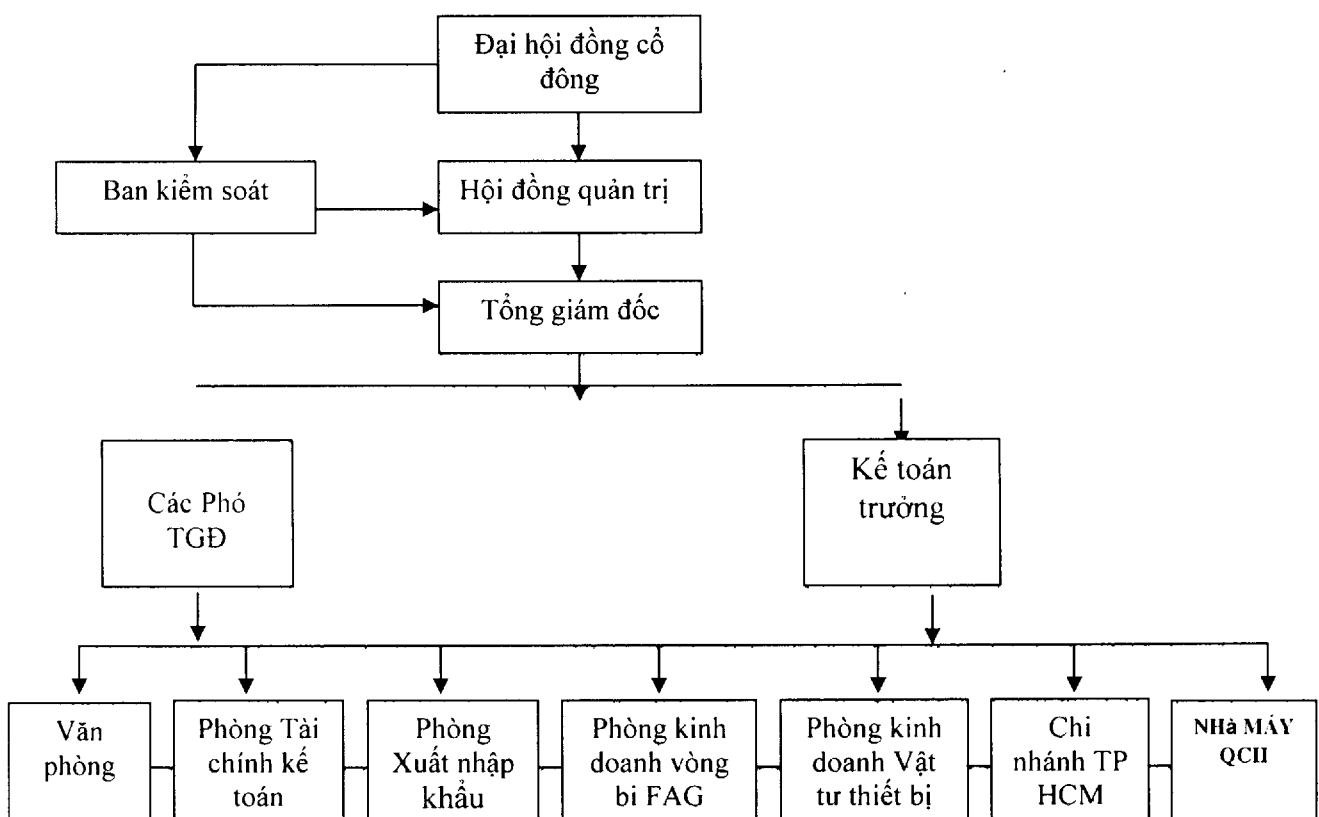 Đại hội đồng cổ
đông
Ban kiểm soát
Hội đồng quản trị
Tổng giám đốc
Các Phó
TGĐ
Kế toán
trưởng
Văn
phòng
Phòng Tài
chính kế
toán
Phòng
Xuất nhập
khẩu
Phòng kinh
doanh vòng
bi FAG
Phòng kinh
doanh Vật
tư thiết bị
Chi
nhánh TP
HCM
NHà MÁY
QCII